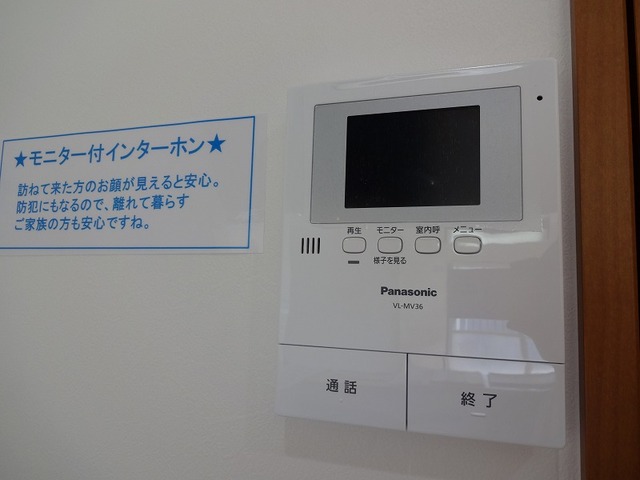 ★モニター付インターホン★
訪ねて来た方のお顔が見えると安心。
防犯にもなるので、離れて暮らす
ご家族の方も安心ですね。
再生 モニター 室内呼 メニュー
様子を見る
Panasonic
VL-MV36
通話 終了